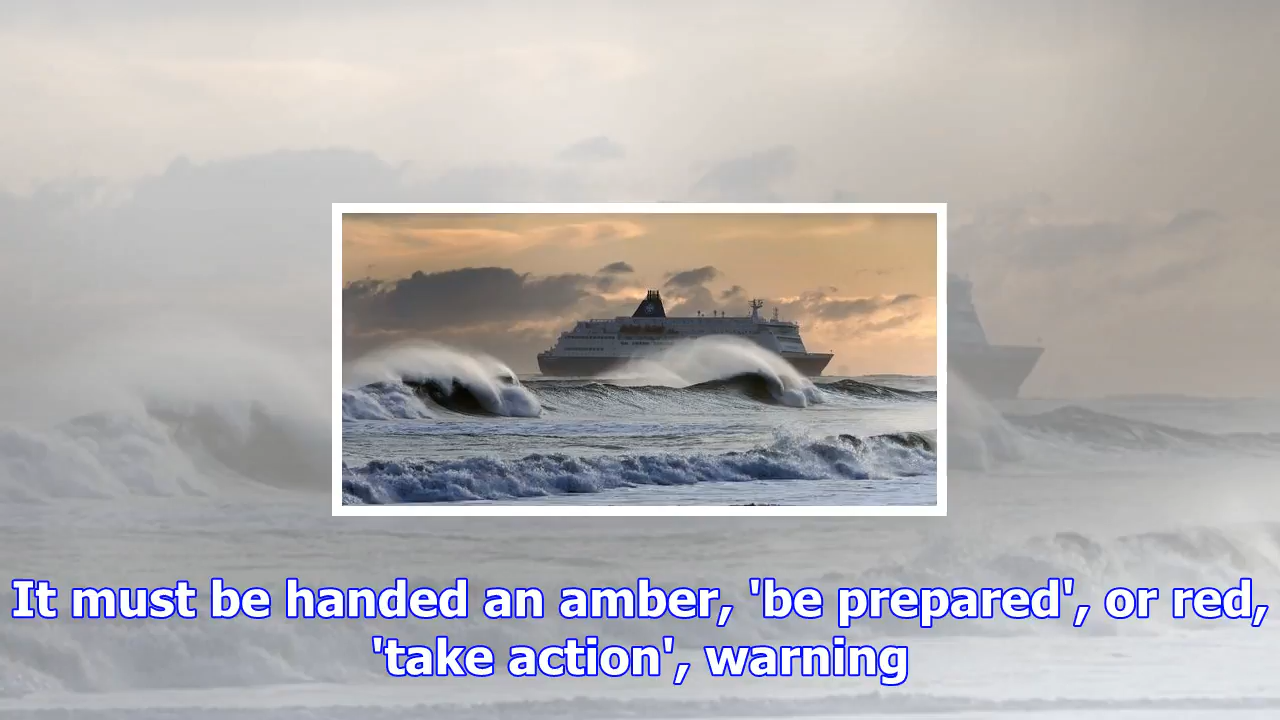 It must be handed an amber, 'be prepared', or red,
'take action', warning